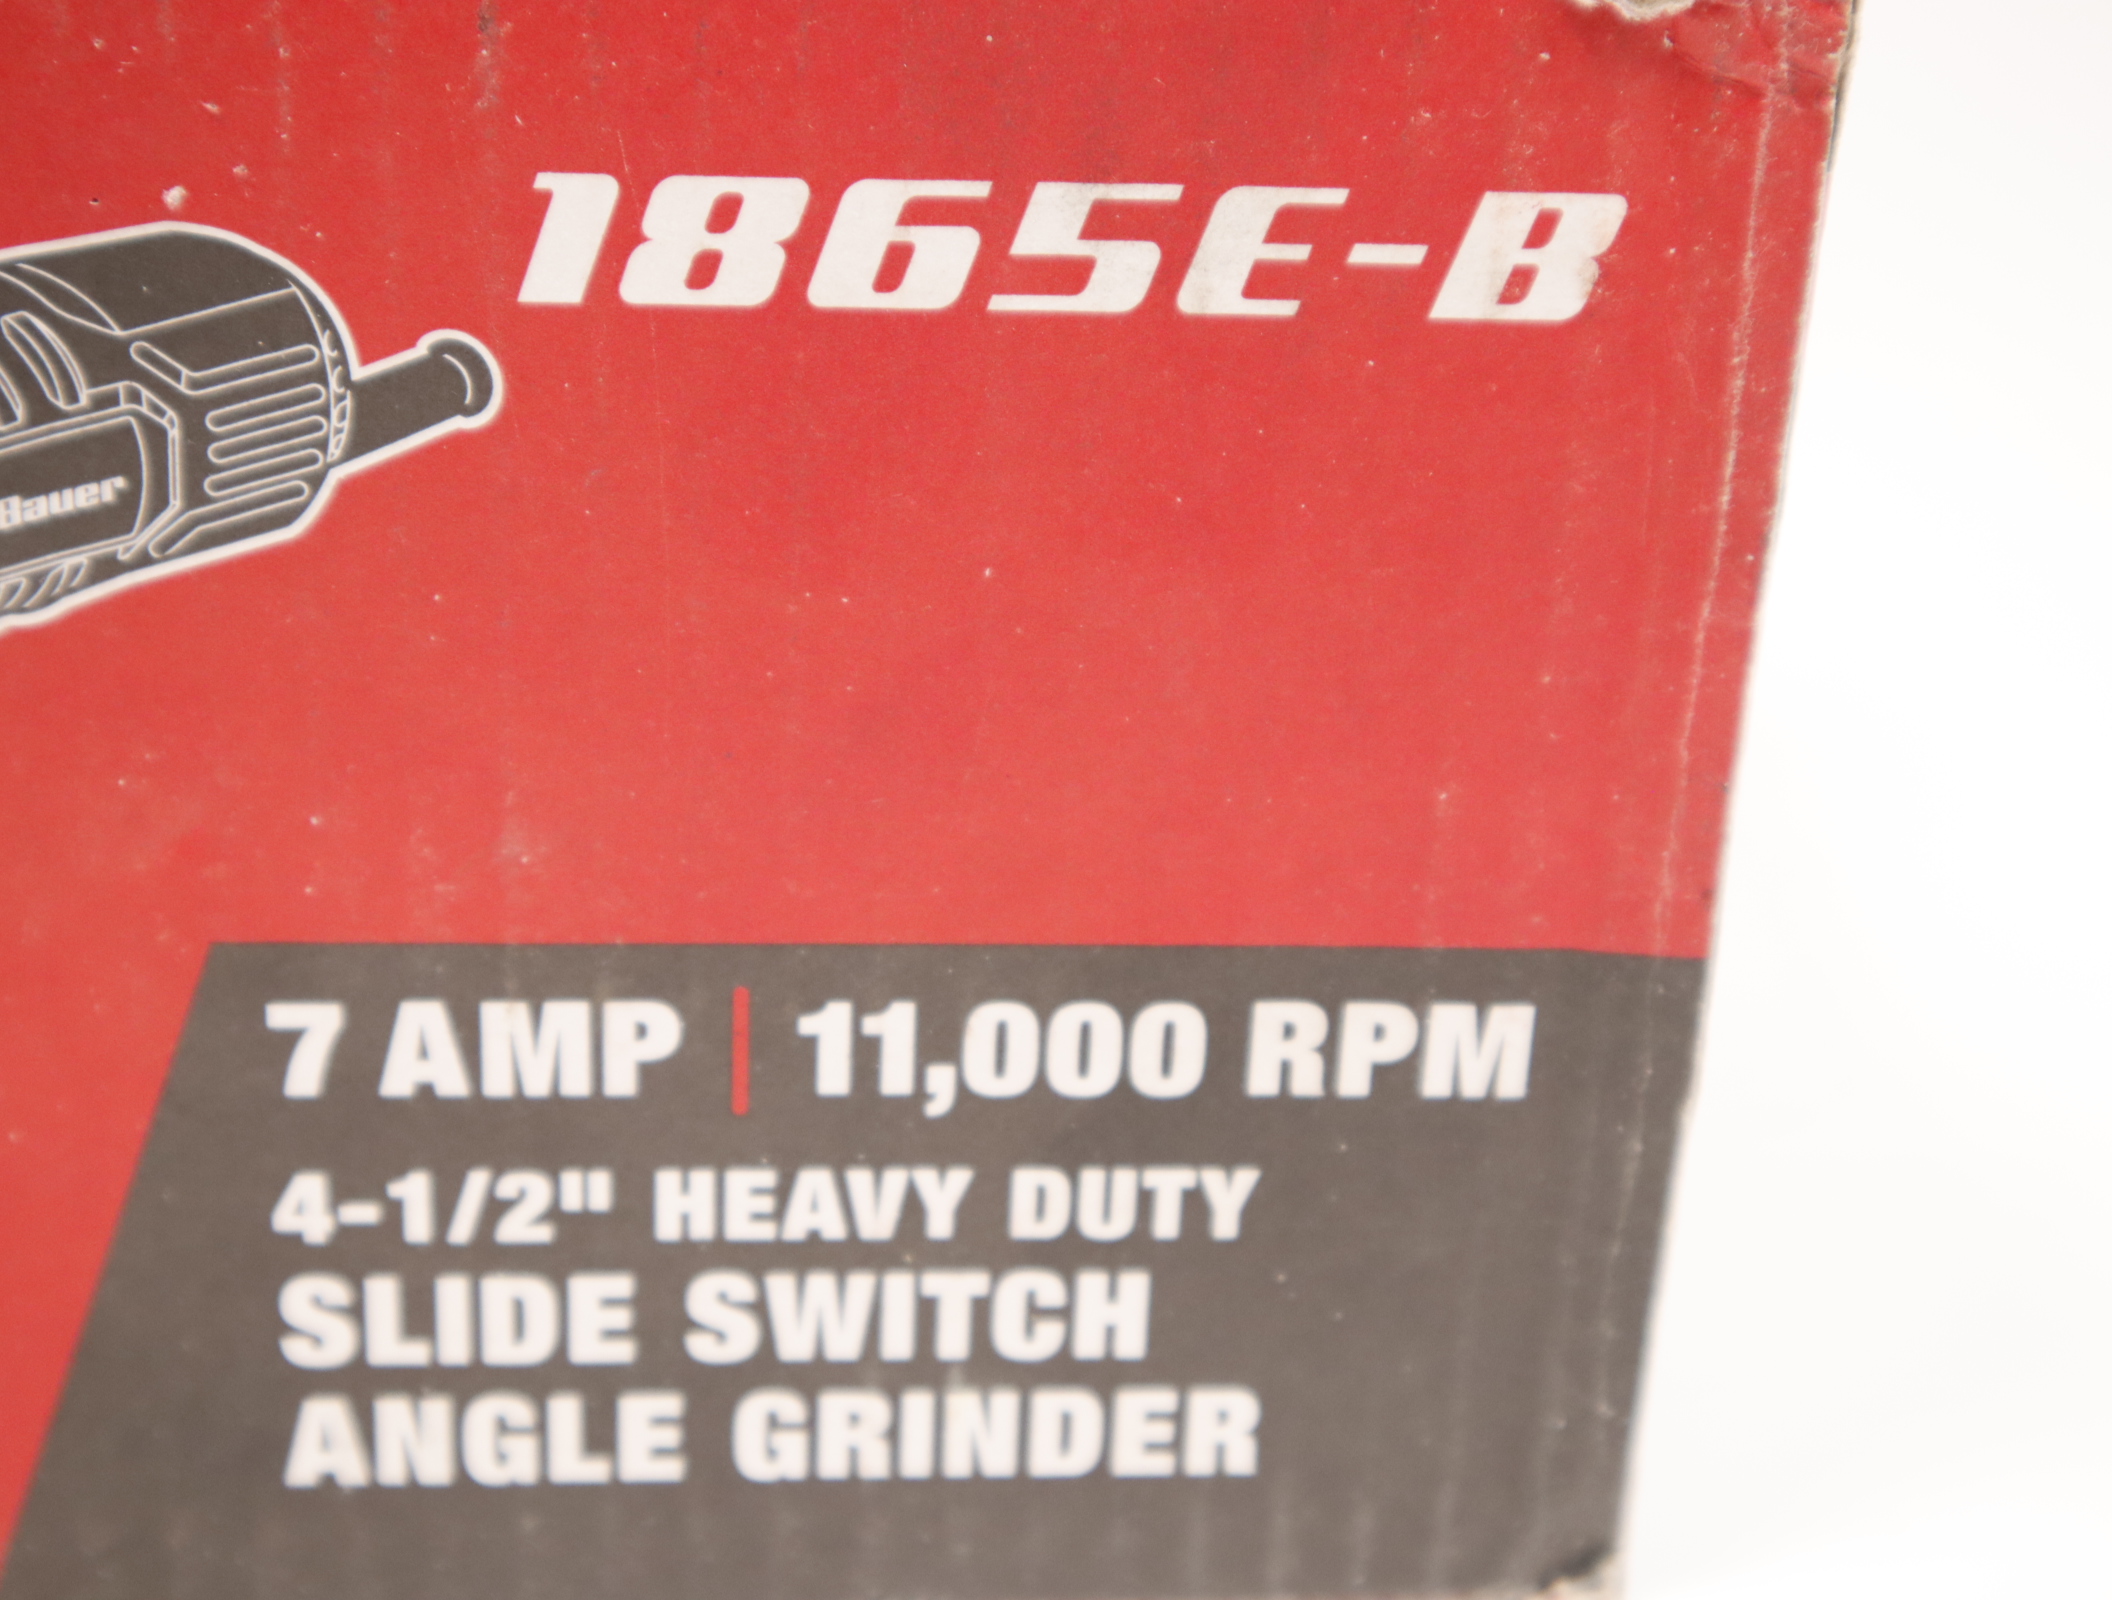 1865E-B
Bauer
7 AMP | 11,000 RPM
4-1/2" HEAVY DUTY
SLIDE SWITCH
ANGLE GRINDER